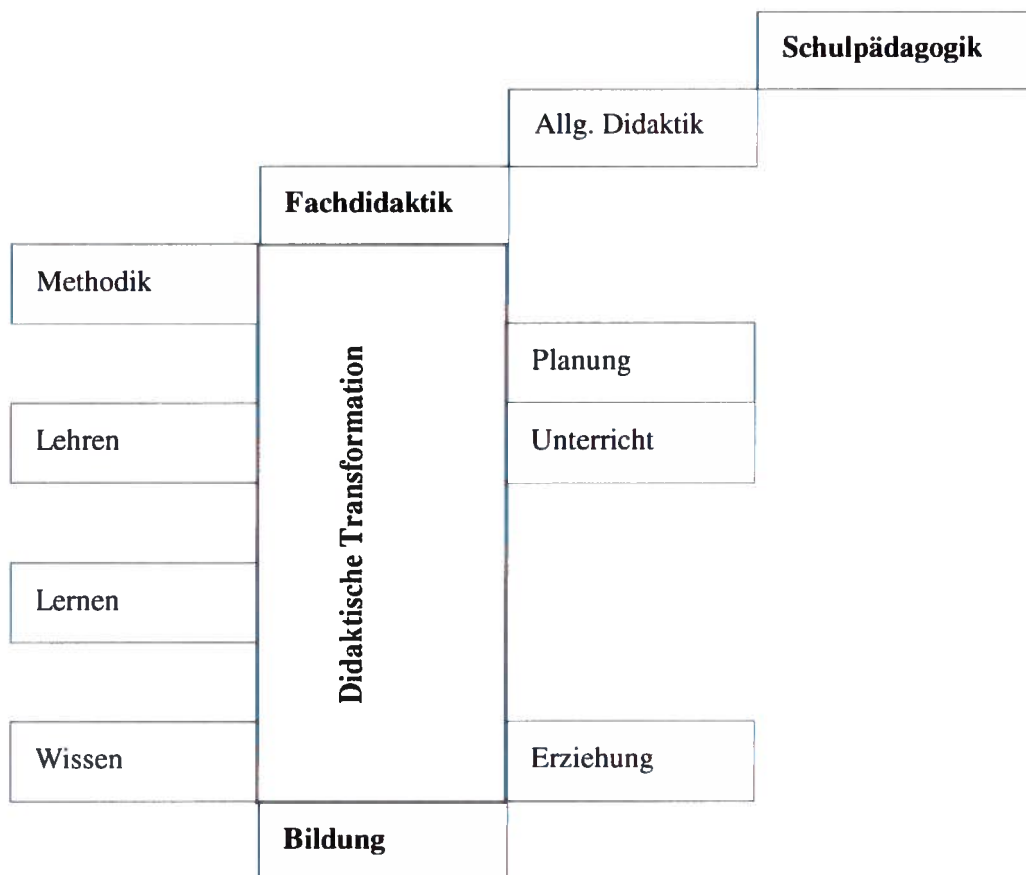 Schulpädagogik
Allg. Didaktik
Fachdidaktik
Methodik
Planung
Lehren
Unterricht
Didaktische Transformation
Lernen
Wissen
Erziehung
Bildung